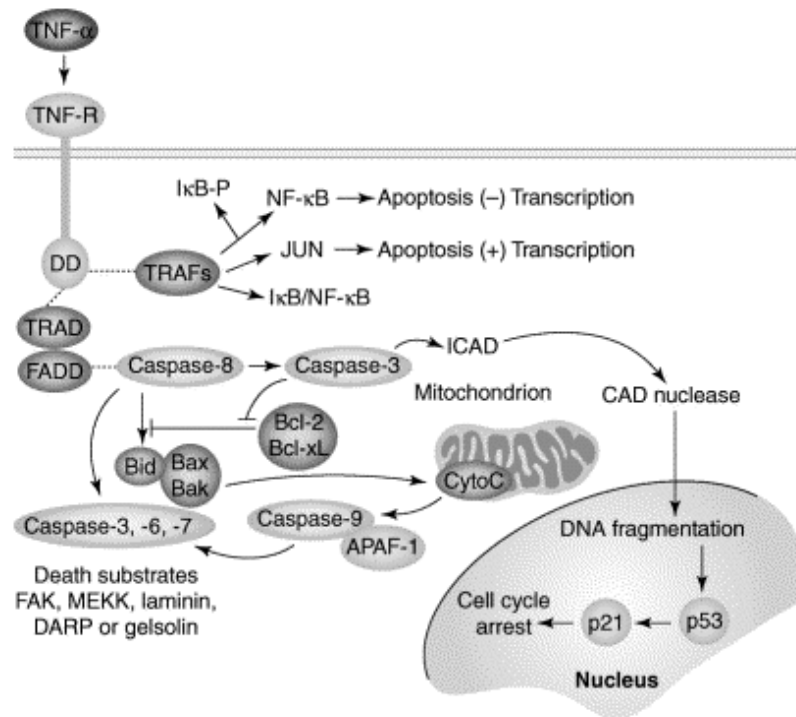 TNF-α
TNF-R
IκB-P
NF-κB
Apoptosis (–) Transcription
DD
TRAFs
JUN
Apoptosis (+) Transcription
IκB/NF-κB
TRAD
FADD
Caspase-8
Caspase-3
ICAD
Mitochondrion
CAD nuclease
Bcl-2
Bcl-xL
Bid
Bax
Bak
CytoC
Caspase-3, -6, -7
Caspase-9
APAF-1
DNA fragmentation
Death substrates
FAK, MEKK, laminin,
DARP or gelsolin
Cell cycle
arrest
p21
p53
Nucleus